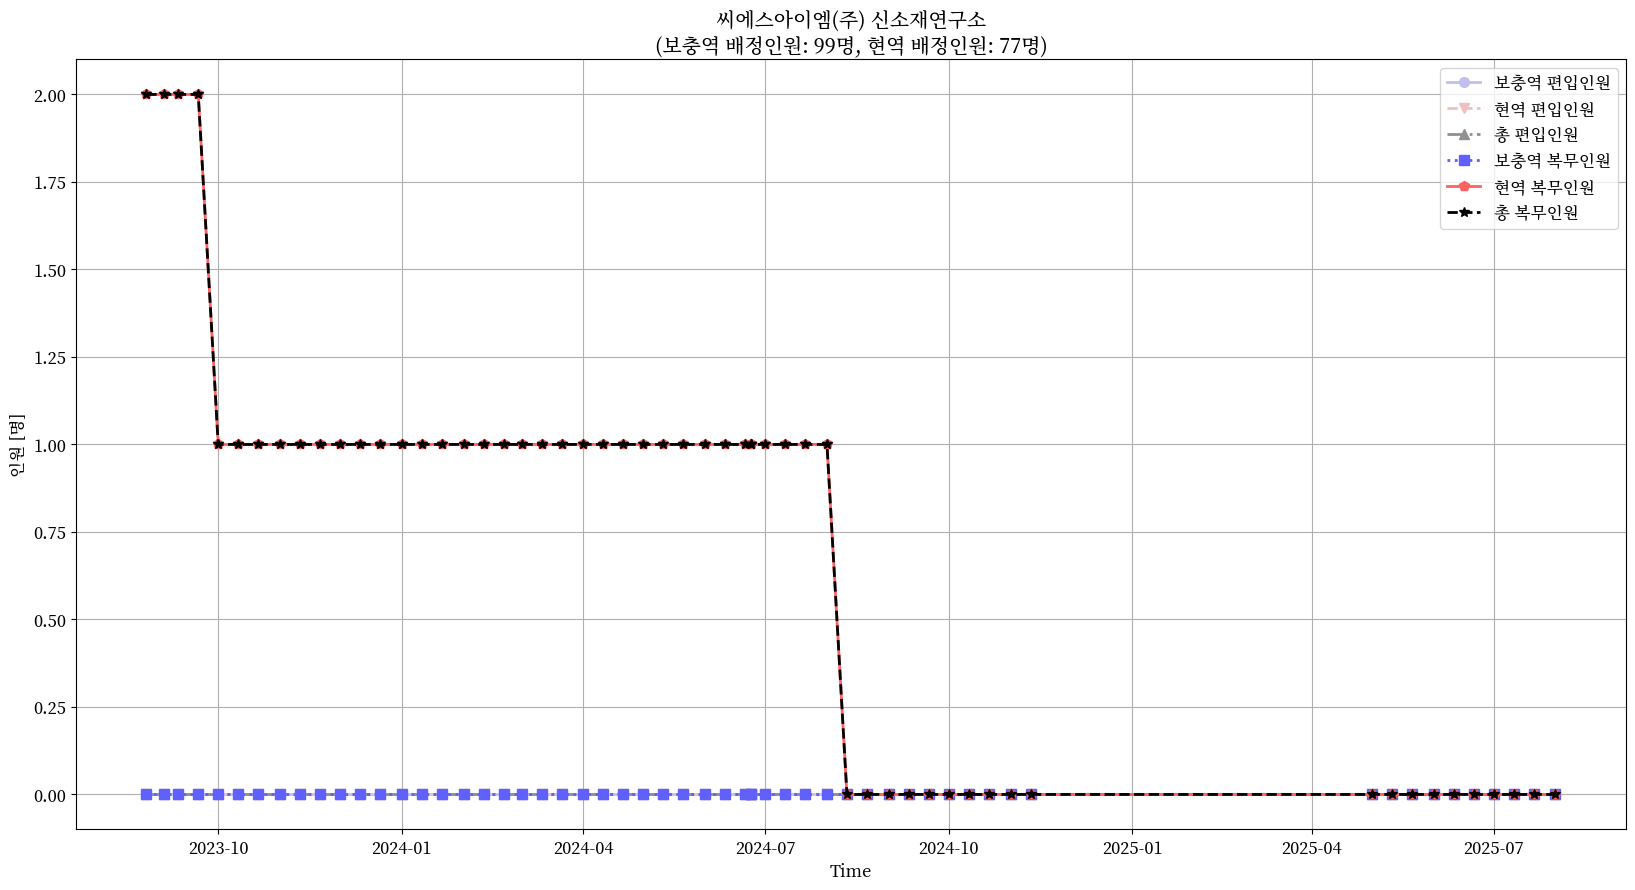 씨에스아이엠(주) 신소재연구소
(보충역 배정인원: 99명, 현역 배정인원: 77명)
보충역 편입인원
현역 편입인원
총 편입인원
보충역 복무인원
현역 복무인원
총 복무인원
인원 [명]
2.00
1.75
1.50
1.25
1.00
0.75
0.50
0.25
0.00
2023-10
2024-01
2024-04
2024-07
2024-10
2025-01
2025-04
2025-07
Time